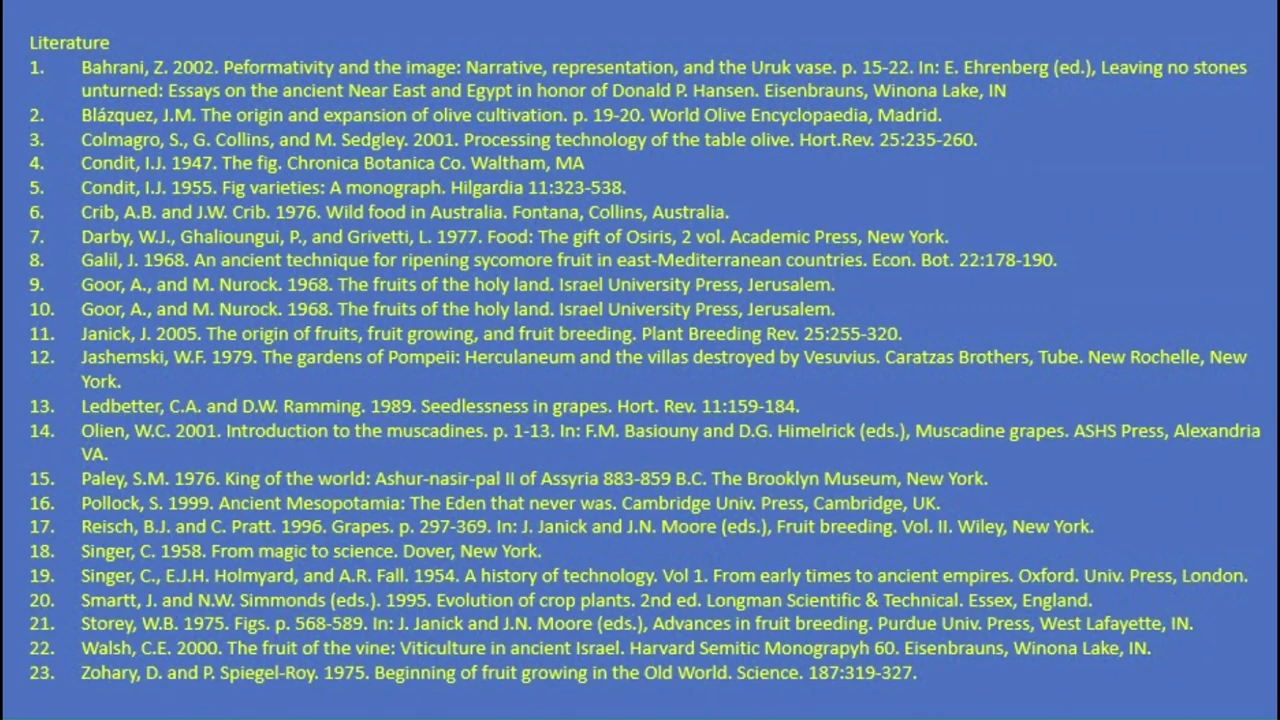 Literature
1. Bahrani, Z. 2002. Peformativity and the image: Narrative, representation, and the Uruk vase. p. 15-22. In: E. Ehrenberg (ed.), Leaving no stones
unturned: Essays on the ancient Near East and Egypt in honor of Donald P. Hansen. Eisenbrauns, Winona Lake, IN
2. Blázquez, J.M. The origin and expansion of olive cultivation. p. 19-20. World Olive Encyclopaedia, Madrid.
3. Colmagro, S., G. Collins, and M. Sedgley. 2001. Processing technology of the table olive. Hort.Rev. 25:235-260.
4. Condit, I.J. 1947. The fig. Chronica Botanica Co. Waltham, MA
5. Condit, I.J. 1955. Fig varieties: A monograph. Hilgardia 11:323-538.
6. Crib, A.B. and J.W. Crib. 1976. Wild food in Australia. Fontana, Collins, Australia.
7. Darby, W.J., Ghalioungui, P., and Grivetti, L. 1977. Food: The gift of Osiris, 2 vol. Academic Press, New York.
8. Galil, J. 1968. An ancient technique for ripening sycomore fruit in east-Mediterranean countries. Econ. Bot. 22:178-190.
9. Goor, A., and M. Nurock. 1968. The fruits of the holy land. Israel University Press, Jerusalem.
10. Goor, A., and M. Nurock. 1968. The fruits of the holy land. Israel University Press, Jerusalem.
11. Janick, J. 2005. The origin of fruits, fruit growing, and fruit breeding. Plant Breeding Rev. 25:255-320.
12. Jashemski, W.F. 1979. The gardens of Pompeii: Herculaneum and the villas destroyed by Vesuvius. Caratzas Brothers, Tube. New Rochelle, New
York.
13. Ledbetter, C.A. and D.W. Ramming. 1989. Seedlessness in grapes. Hort. Rev. 11:159-184.
14. Olien, W.C. 2001. Introduction to the muscadines. p. 1-13. In: F.M. Basiouny and D.G. Himelrick (eds.), Muscadine grapes. ASHS Press, Alexandria
VA.
15. Paley, S.M. 1976. King of the world: Ashur-nasir-pal II of Assyria 883-859 B.C. The Brooklyn Museum, New York.
16. Pollock, S. 1999. Ancient Mesopotamia: The Eden that never was. Cambridge Univ. Press, Cambridge, UK.
17. Reisch, B.J. and C. Pratt. 1996. Grapes. p. 297-369. In: J. Janick and J.N. Moore (eds.), Fruit breeding. Vol. II. Wiley, New York.
18. Singer, C. 1958. From magic to science. Dover, New York.
19. Singer, C., E.J.H. Holmyard, and A.R. Fall. 1954. A history of technology. Vol 1. From early times to ancient empires. Oxford. Univ. Press, London.
20. Smartt, J. and N.W. Simmonds (eds.). 1995. Evolution of crop plants. 2nd ed. Longman Scientific & Technical. Essex, England.
21. Storey, W.B. 1975. Figs. p. 568-589. In: J. Janick and J.N. Moore (eds.), Advances in fruit breeding. Purdue Univ. Press, West Lafayette, IN.
22. Walsh, C.E. 2000. The fruit of the vine: Viticulture in ancient Israel. Harvard Semitic Monograpyh 60. Eisenbrauns, Winona Lake, IN.
23. Zohary, D. and P. Spiegel-Roy. 1975. Beginning of fruit growing in the Old World. Science. 187:319-327.